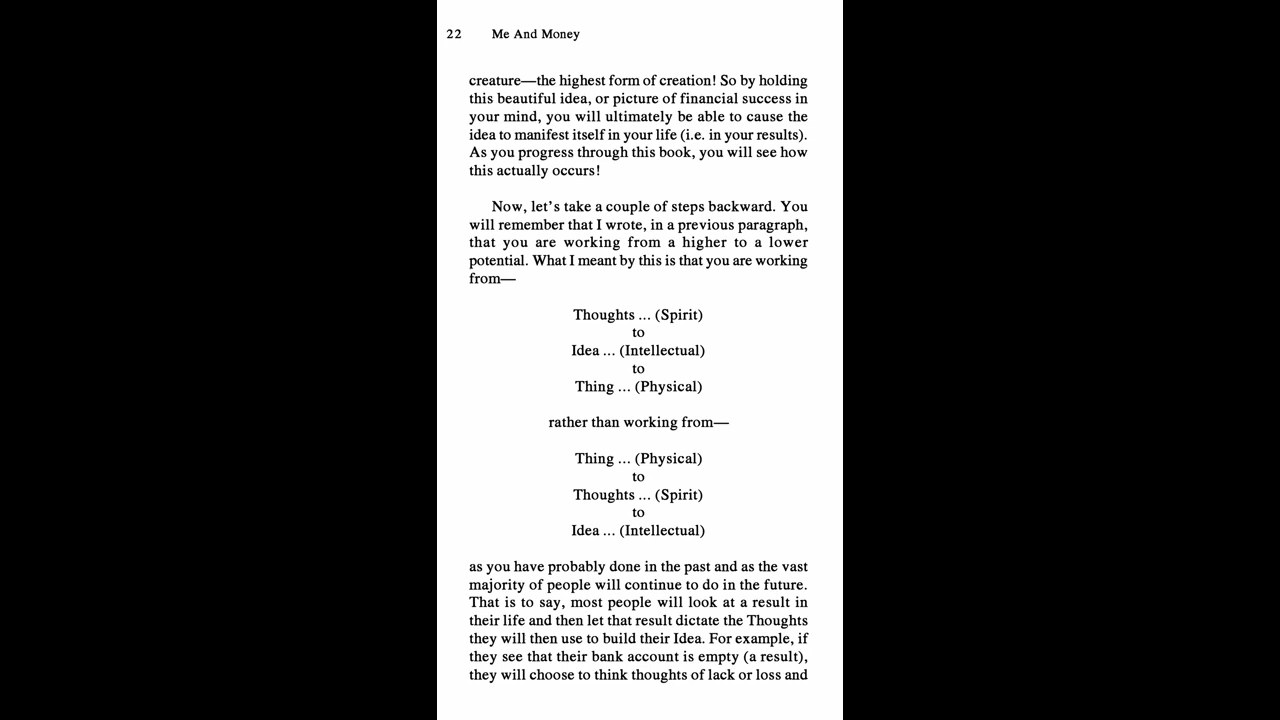 22 Me And Money
creature—the highest form of creation! So by holding
this beautiful idea, or picture of financial success in
your mind, you will ultimately be able to cause the
idea to manifest itself in your life (i.e. in your results).
As you progress through this book, you will see how
this actually occurs!
Now, let's take a couple of steps backward. You
will remember that I wrote, in a previous paragraph,
that you are working from a higher to a lower
potential. What I meant by this is that you are working
from—
Thoughts ... (Spirit)
to
Idea ... (Intellectual)
to
Thing ... (Physical)
rather than working from—
Thing ... (Physical)
to
Thoughts ... (Spirit)
to
Idea ... (Intellectual)
as you have probably done in the past and as the vast
majority of people will continue to do in the future.
That is to say, most people will look at a result in
their life and then let that result dictate the Thoughts
they will then use to build their Idea. For example, if
they see that their bank account is empty (a result),
they will choose to think thoughts of lack or loss and